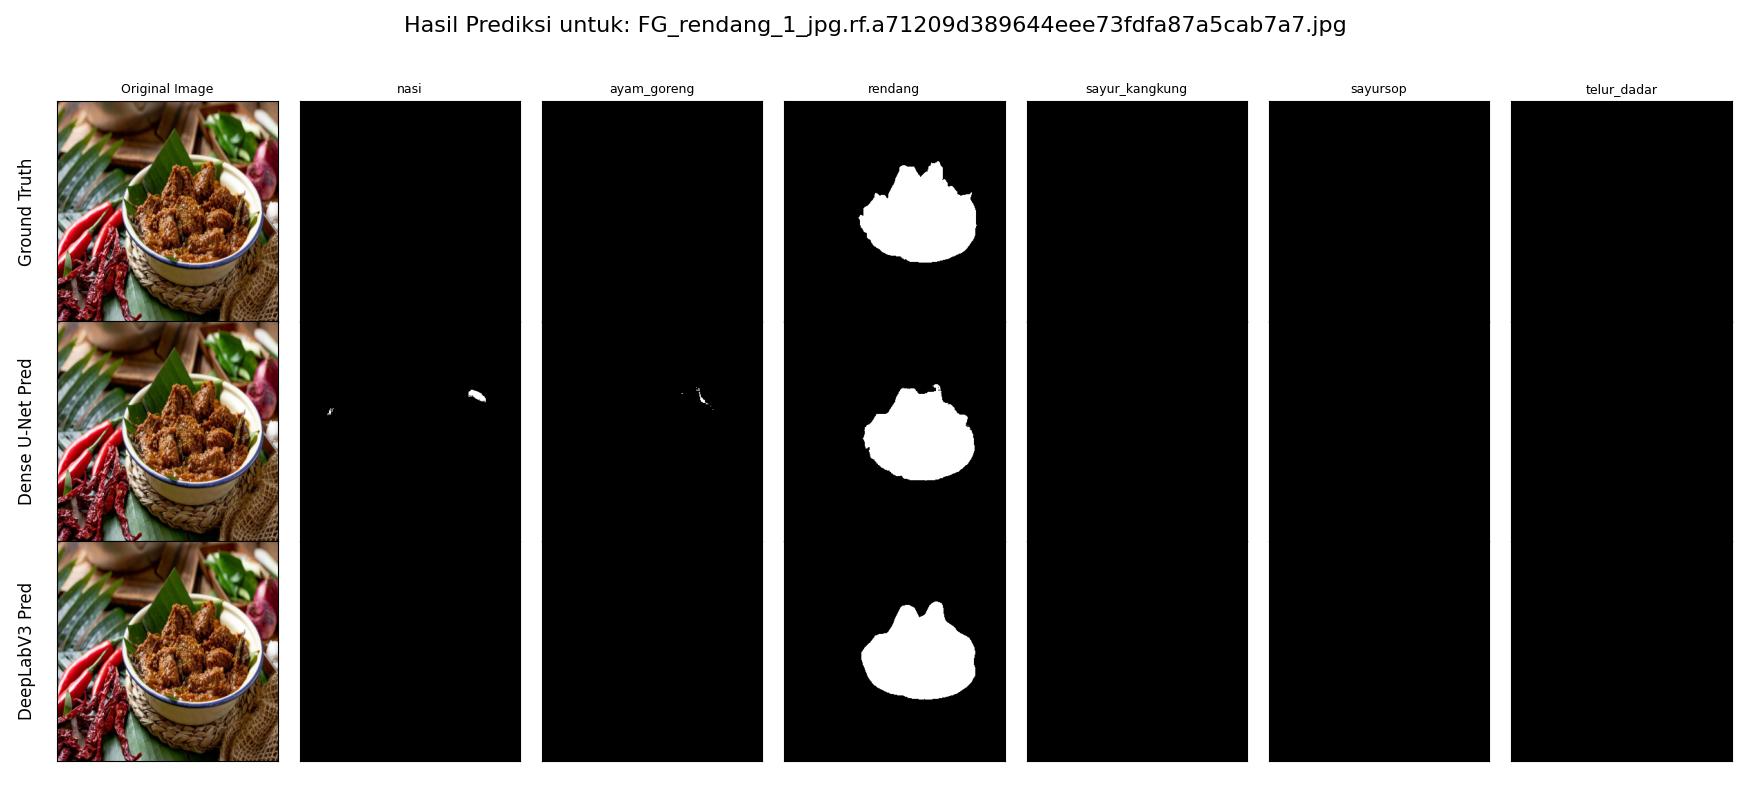 Hasil Prediksi untuk: FG_rendang_1_jpg.rf.a71209d389644eee73fdfa87a5cab7a7.jpg
Original Image
nasi
ayam_goreng
rendang
sayur_kangkung
sayursop
telur_dadar
Ground Truth
Dense U-Net Pred
DeepLabV3 Pred